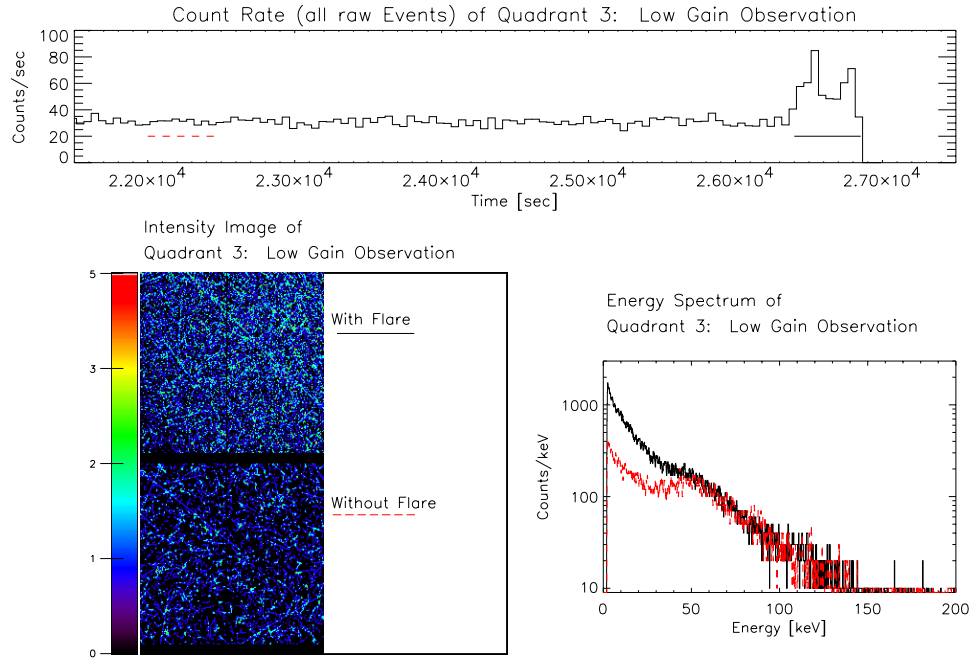 Count Rate (all raw Events) of Quadrant 3: Low Gain Observation
Counts/sec
100
80
60
40
20
0
2.20×10⁴ 2.30×10⁴ 2.40×10⁴ 2.50×10⁴ 2.60×10⁴ 2.70×10⁴
Time [sec]
Intensity Image of
Quadrant 3: Low Gain Observation
5
3
2
1
0
With Flare
Without Flare
Energy Spectrum of
Quadrant 3: Low Gain Observation
Counts/keV
1000
100
10
0 50 100 150 200
Energy [keV]